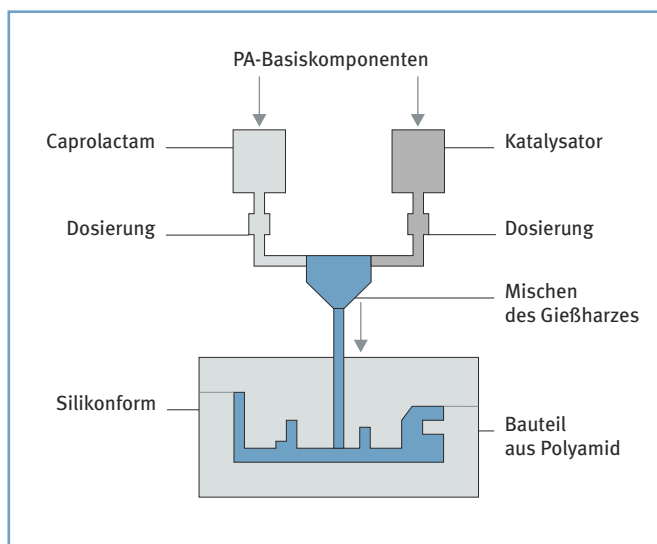 PA-Basiskomponenten
Caprolactam
Katalysator
Dosierung
Dosierung
Mischen
des Gießharzes
Silikonform
Bauteil
aus Polyamid